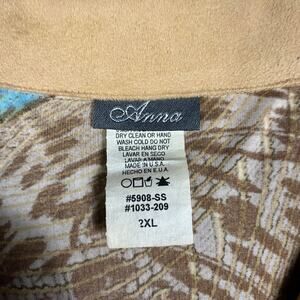 Anna
DRY CLEAN OR HAND
WASH COLD DO NOT
BLEACH HANG DRY
LAVAR EN SECO
LAVAR A MANO
MADE IN U.S.A.
HECHO EN E.U.A.
#5908-SS
#1033-209
2XL